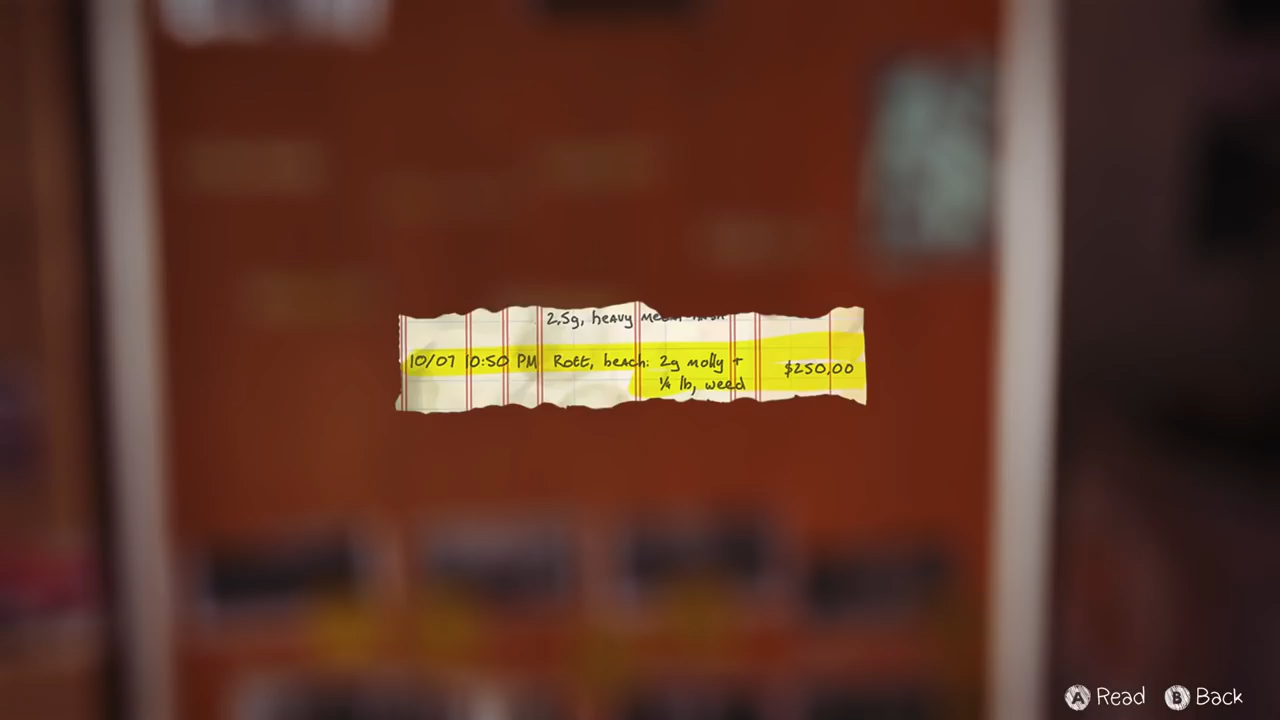 2.5g, heavy
10/07 10:50 PM Rott, beach: 2g molly + $250.00
1/4 lb, weed
A Read B Back